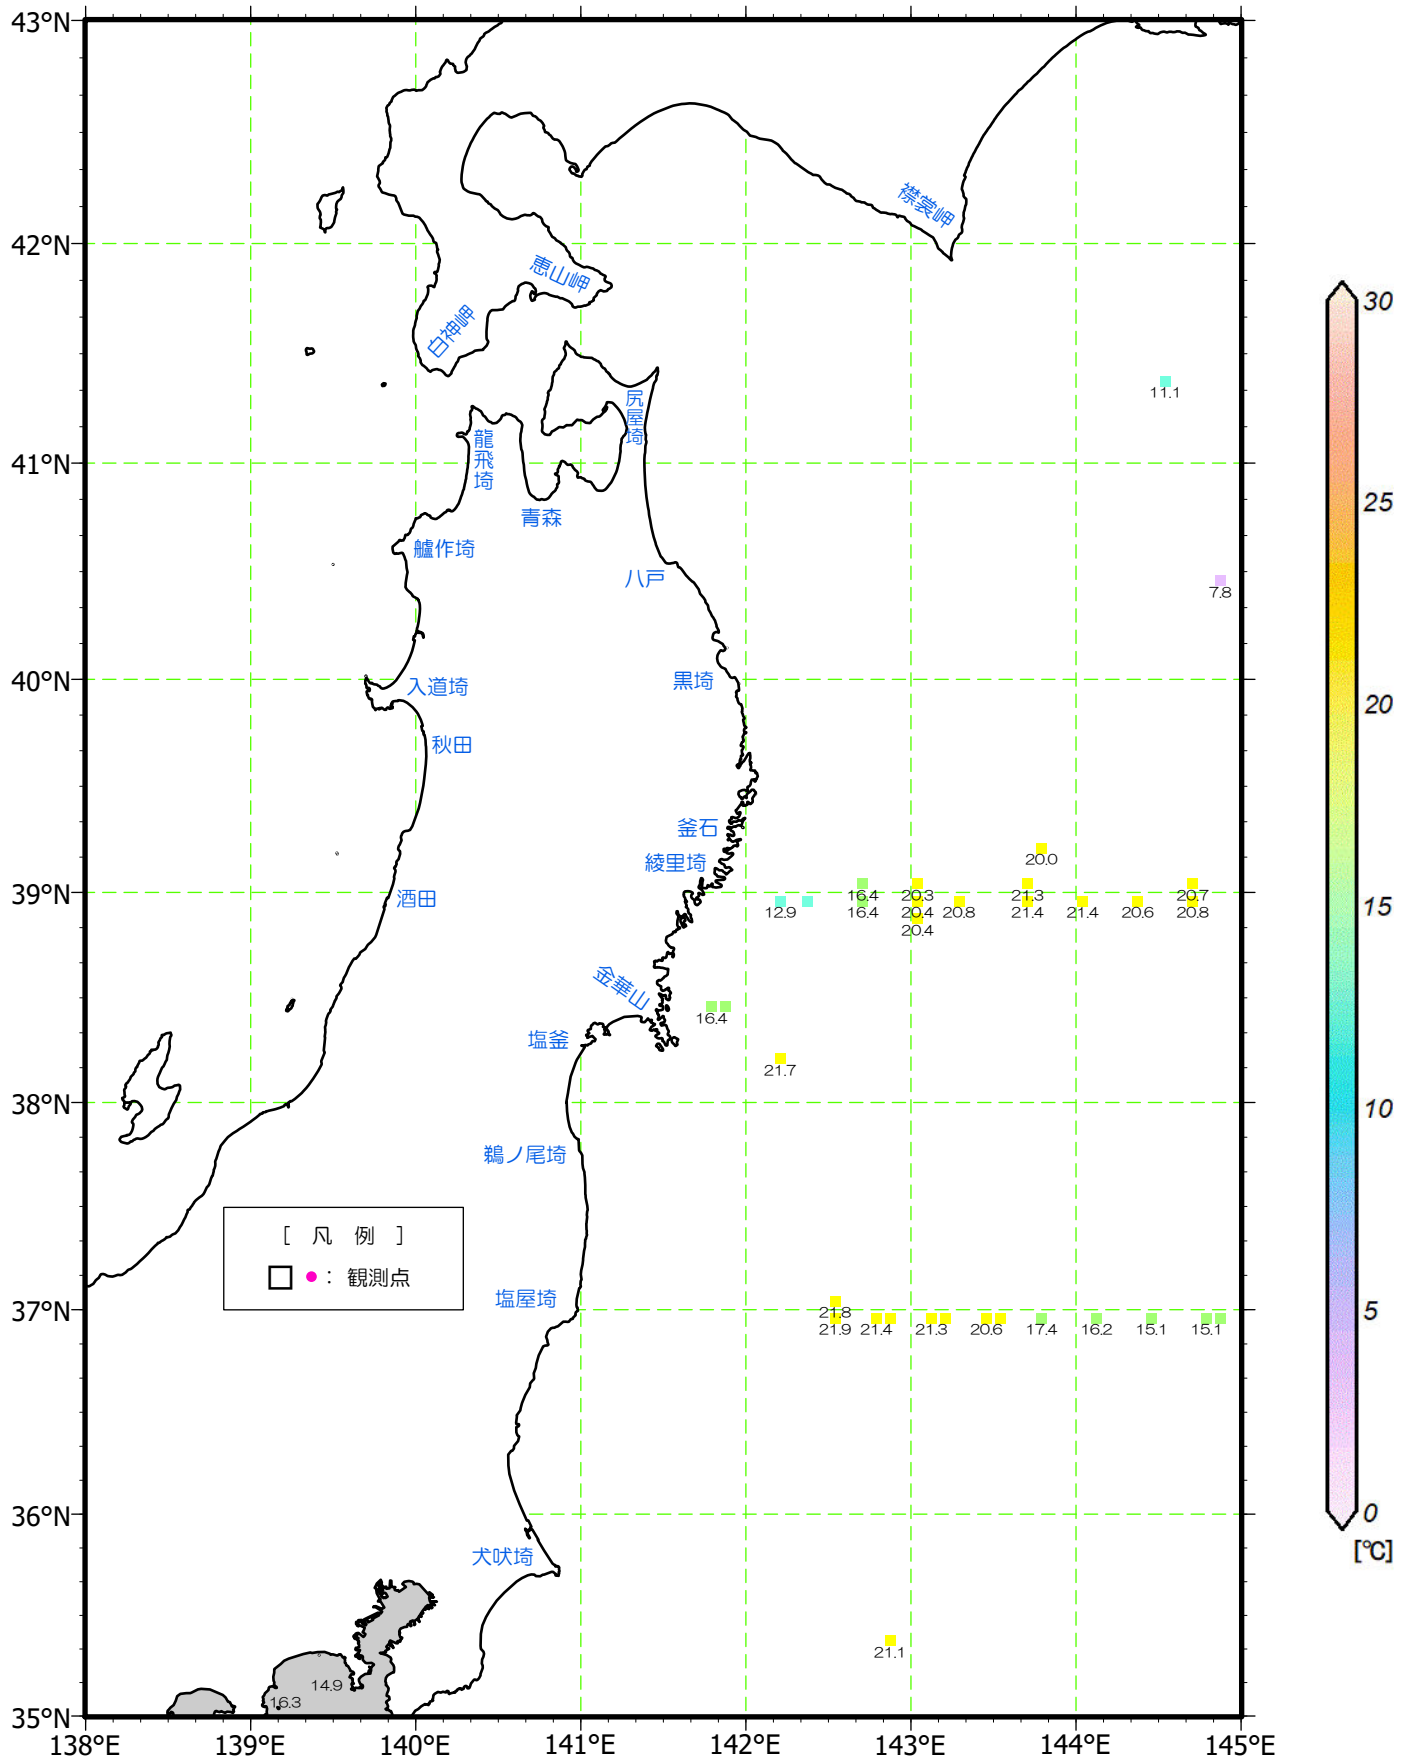 43°N
42°N
41°N
40°N
39°N
38°N
37°N
36°N
35°N
138°E
139°E
140°E
141°E
142°E
143°E
144°E
145°E
襟裳岬
恵山岬
白神岬
尻屋埼
龍飛埼
青森
艫作埼
八戸
入道埼
黒埼
秋田
釜石
綾里埼
酒田
金華山
塩釜
鵜ノ尾埼
塩屋埼
犬吠埼
[ 凡 例 ]
: 観測点
11.1
7.8
20.0
16.4
20.3
21.3
20.7
12.9
16.4
20.4
20.8
21.4
21.4
20.6
20.8
20.4
16.4
21.7
21.8
21.9
21.4
21.3
20.6
17.4
16.2
15.1
15.1
21.1
14.9
16.3
30
25
20
15
10
5
0
[℃]